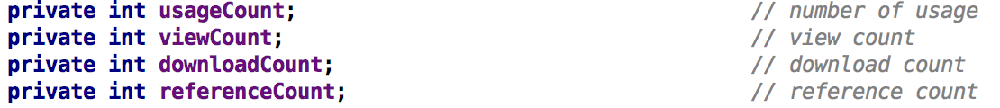 private int usageCount; // number of usage
private int viewCount; // view count
private int downloadCount; // download count
private int referenceCount; // reference count